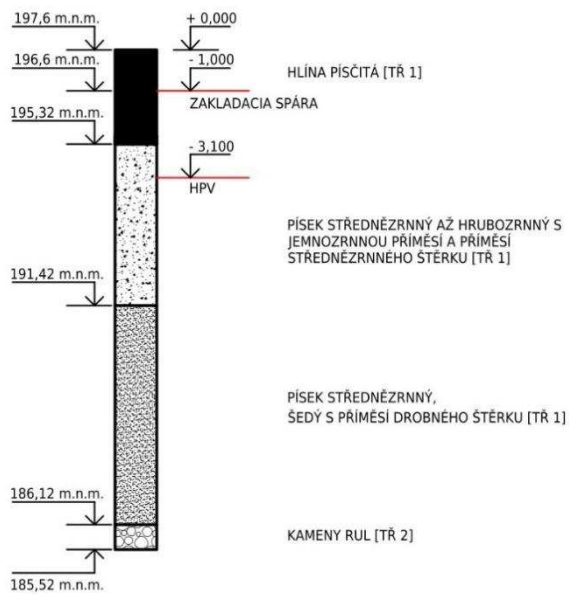 197,6 m.n.m.
+ 0,000
196,6 m.n.m.
- 1,000
HLÍNA PÍSČITÁ [TŘ 1]
ZAKLADACIA SPÁRA
195,32 m.n.m.
- 3,100
HPV
PÍSEK STŘEDNĚZRNNÝ AŽ HRUBOZRNNÝ S
JEMNOZRNNOU PŘÍMĚSÍ A PŘÍMĚSÍ
STŘEDNĚZRNNÉHO ŠTĚRKU [TŘ 1]
191,42 m.n.m.
PÍSEK STŘEDNĚZRNNÝ,
ŠEDÝ S PŘÍMĚSÍ DROBNÉHO ŠTĚRKU [TŘ 1]
186,12 m.n.m.
KAMENY RUL [TŘ 2]
185,52 m.n.m.